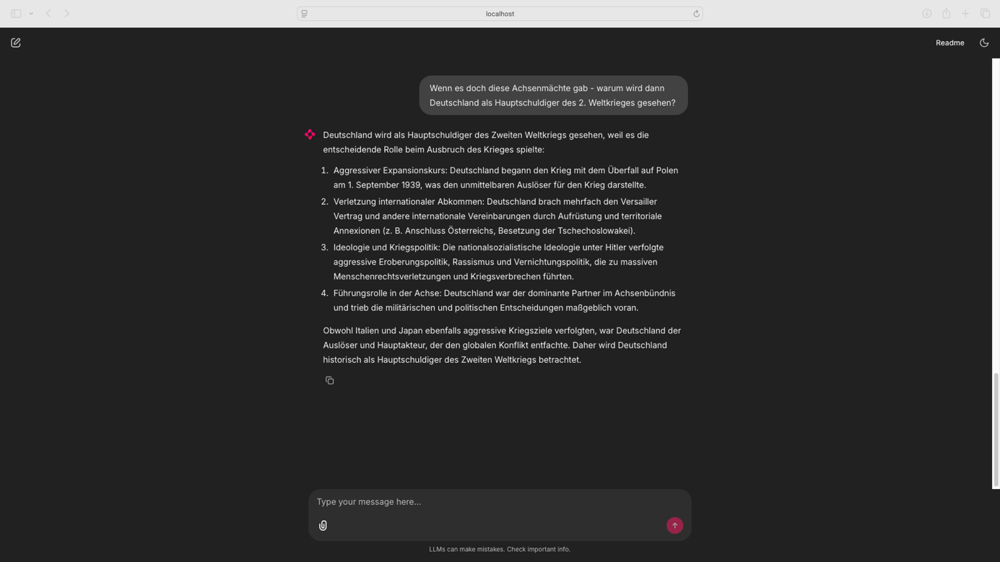 localhost
Readme
Wenn es doch diese Achsenmächte gab - warum wird dann
Deutschland als Hauptschuldiger des 2. Weltkrieges gesehen?
Deutschland wird als Hauptschuldiger des Zweiten Weltkriegs gesehen, weil es die
entscheidende Rolle beim Ausbruch des Krieges spielte:
1. Aggressiver Expansionskurs: Deutschland begann den Krieg mit dem Überfall auf Polen
am 1. September 1939, was den unmittelbaren Auslöser für den Krieg darstellte.
2. Verletzung internationaler Abkommen: Deutschland brach mehrfach den Versailler
Vertrag und andere internationale Vereinbarungen durch Aufrüstung und territoriale
Annexionen (z. B. Anschluss Österreichs, Besetzung der Tschechoslowakei).
3. Ideologie und Kriegspolitik: Die nationalsozialistische Ideologie unter Hitler verfolgte
aggressive Eroberungspolitik, Rassismus und Vernichtungspolitik, die zu massiven
Menschenrechtsverletzungen und Kriegsverbrechen führten.
4. Führungsrolle in der Achse: Deutschland war der dominante Partner im Achsenbündnis
und trieb die militärischen und politischen Entscheidungen maßgeblich voran.
Obwohl Italien und Japan ebenfalls aggressive Kriegsziele verfolgten, war Deutschland der
Auslöser und Hauptakteur, der den globalen Konflikt entfachte. Daher wird Deutschland
historisch als Hauptschuldiger des Zweiten Weltkriegs betrachtet.
Type your message here...
LLMs can make mistakes. Check important info.